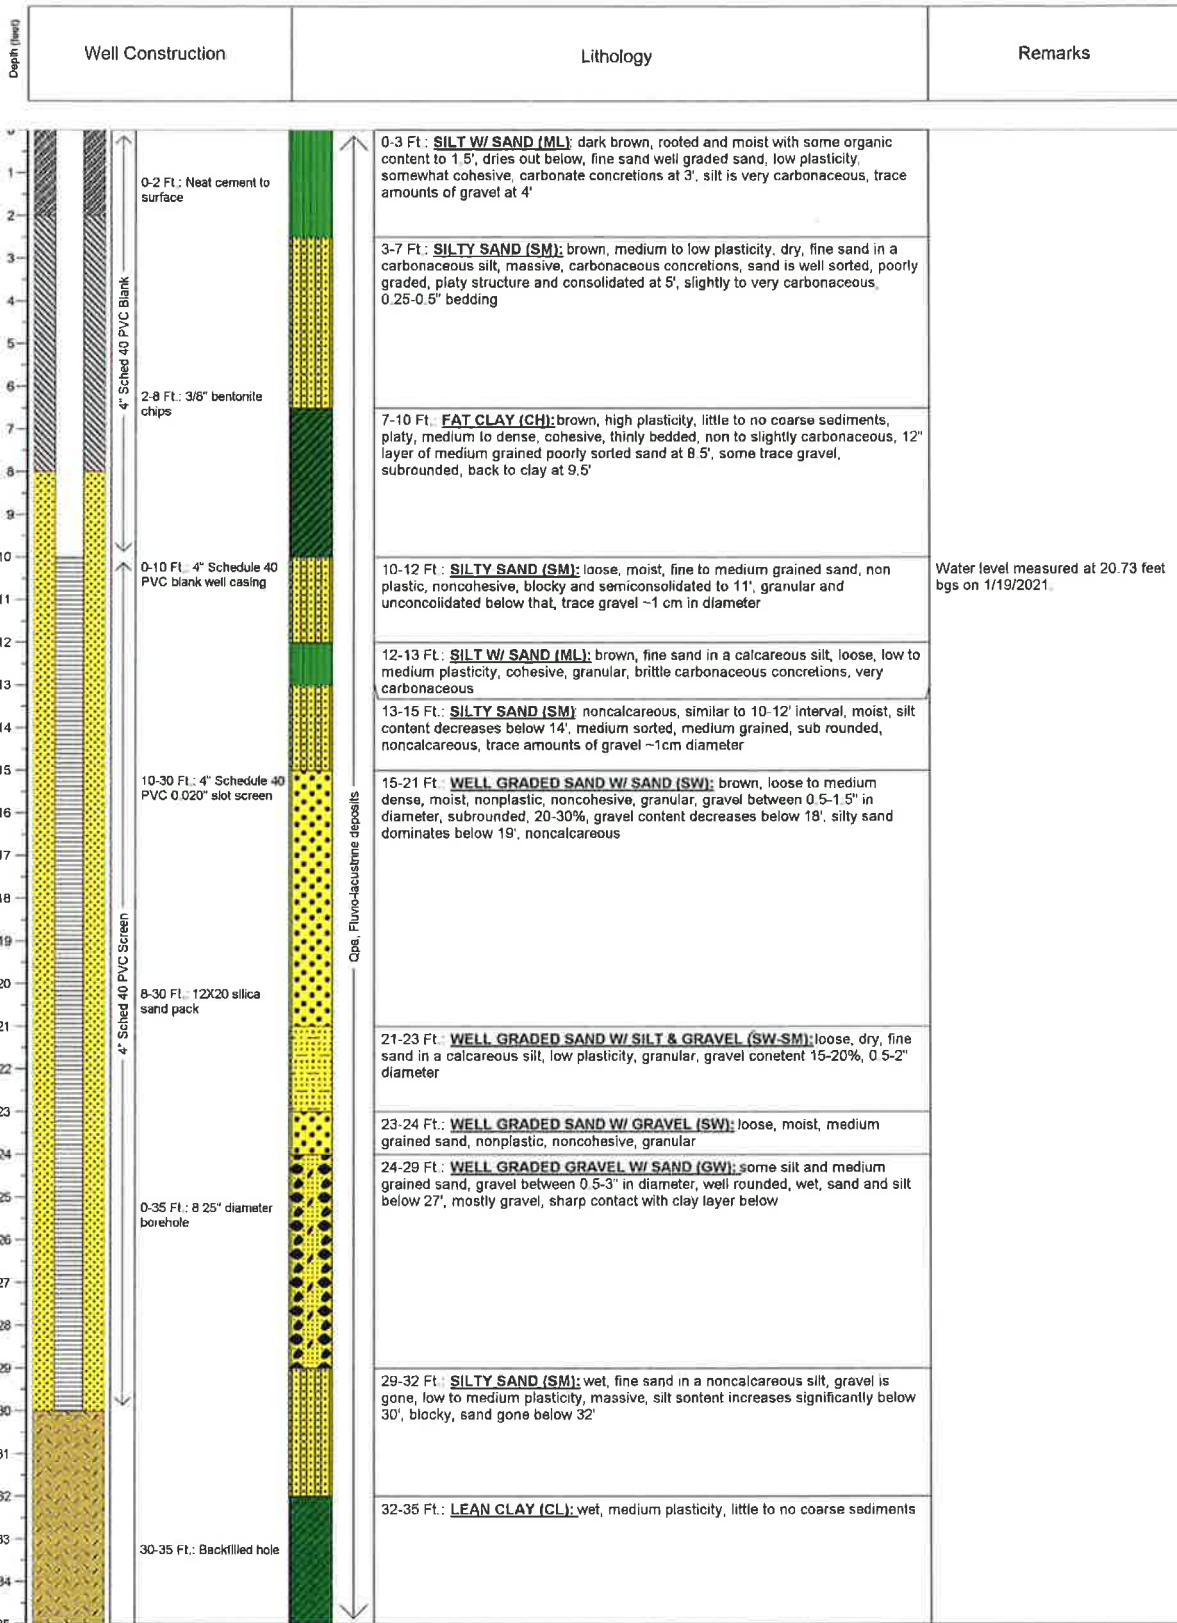 Depth (feet)
Well Construction
Lithology
Remarks
1
2
3
4
5
6
7
8
9
10
11
12
13
14
15
16
17
18
19
20
21
22
23
24
25
26
27
28
29
30
31
32
33
34
4" Sched 40 PVC Blank
4" Sched 40 PVC Screen
0-2 Ft.: Neat cement to
surface
2-8 Ft.: 3/8" bentonite
chips
0-10 Ft. 4" Schedule 40
PVC blank well casing
10-30 Ft.: 4" Schedule 40
PVC 0.020" slot screen
8-30 Ft.: 12X20 silica
sand pack
0-35 Ft.: 8.25" diameter
borehole
30-35 Ft.: Backfilled hole
Qpa, Fluvio-lacustrine deposits
0-3 Ft.: SILT W/ SAND (ML): dark brown, rooted and moist with some organic
content to 1.5', dries out below, fine sand well graded sand, low plasticity,
somewhat cohesive, carbonate concretions at 3', silt is very carbonaceous, trace
amounts of gravel at 4'
3-7 Ft.: SILTY SAND (SM): brown, medium to low plasticity, dry, fine sand in a
carbonaceous silt, massive, carbonaceous concretions, sand is well sorted, poorly
graded, platy structure and consolidated at 5', slightly to very carbonaceous,
0.25-0.5" bedding
7-10 Ft.: FAT CLAY (CH): brown, high plasticity, little to no coarse sediments,
platy, medium to dense, cohesive, thinly bedded, non to slightly carbonaceous, 12"
layer of medium grained poorly sorted sand at 8.5', some trace gravel,
subrounded, back to clay at 9.5'
10-12 Ft.: SILTY SAND (SM): loose, moist, fine to medium grained sand, non
plastic, noncohesive, blocky and semiconsolidated to 11', granular and
unconcolidated below that, trace gravel ~1 cm in diameter
12-13 Ft.: SILT W/ SAND (ML): brown, fine sand in a calcareous silt, loose, low to
medium plasticity, cohesive, granular, brittle carbonaceous concretions, very
carbonaceous
13-15 Ft.: SILTY SAND (SM) noncalcareous, similar to 10-12' interval, moist, silt
content decreases below 14', medium sorted, medium grained, sub rounded,
noncalcareous, trace amounts of gravel ~1cm diameter
15-21 Ft. WELL GRADED SAND W/ SAND (SW): brown, loose to medium
dense, moist, nonplastic, noncohesive, granular, gravel between 0.5-1.5" in
diameter, subrounded, 20-30%, gravel content decreases below 18', silty sand
dominates below 19', noncalcareous
21-23 Ft.: WELL GRADED SAND W/ SILT & GRAVEL (SW-SM): loose, dry, fine
sand in a calcareous silt, low plasticity, granular, gravel conetent 15-20%, 0.5-2"
diameter
23-24 Ft.: WELL GRADED SAND W/ GRAVEL (SW): loose, moist, medium
grained sand, nonplastic, noncohesive, granular
24-29 Ft.: WELL GRADED GRAVEL W/ SAND (GW): some silt and medium
grained sand, gravel between 0.5-3" in diameter, well rounded, wet, sand and silt
below 27', mostly gravel, sharp contact with clay layer below
29-32 Ft. SILTY SAND (SM): wet, fine sand in a noncalcareous silt, gravel is
gone, low to medium plasticity, massive, silt sontent increases significantly below
30', blocky, sand gone below 32'
32-35 Ft.: LEAN CLAY (CL): wet, medium plasticity, little to no coarse sediments
Water level measured at 20.73 feet
bgs on 1/19/2021.